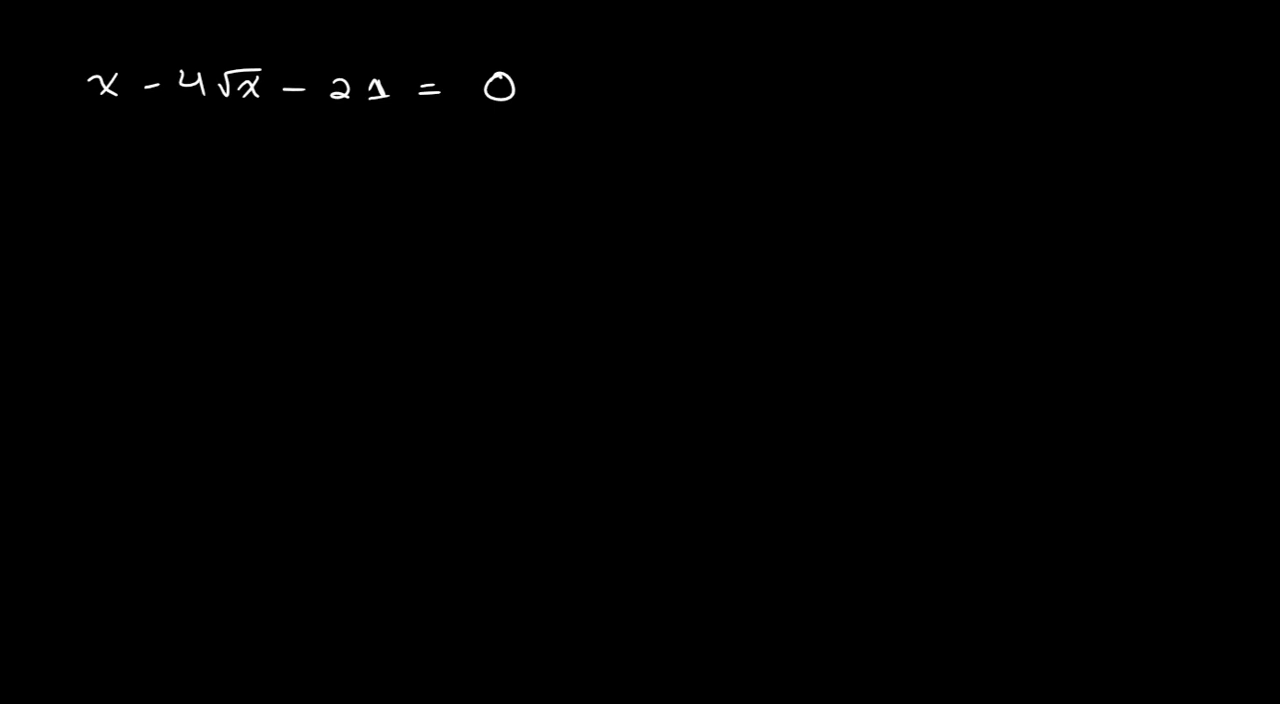 x - 4√x - 21 = 0